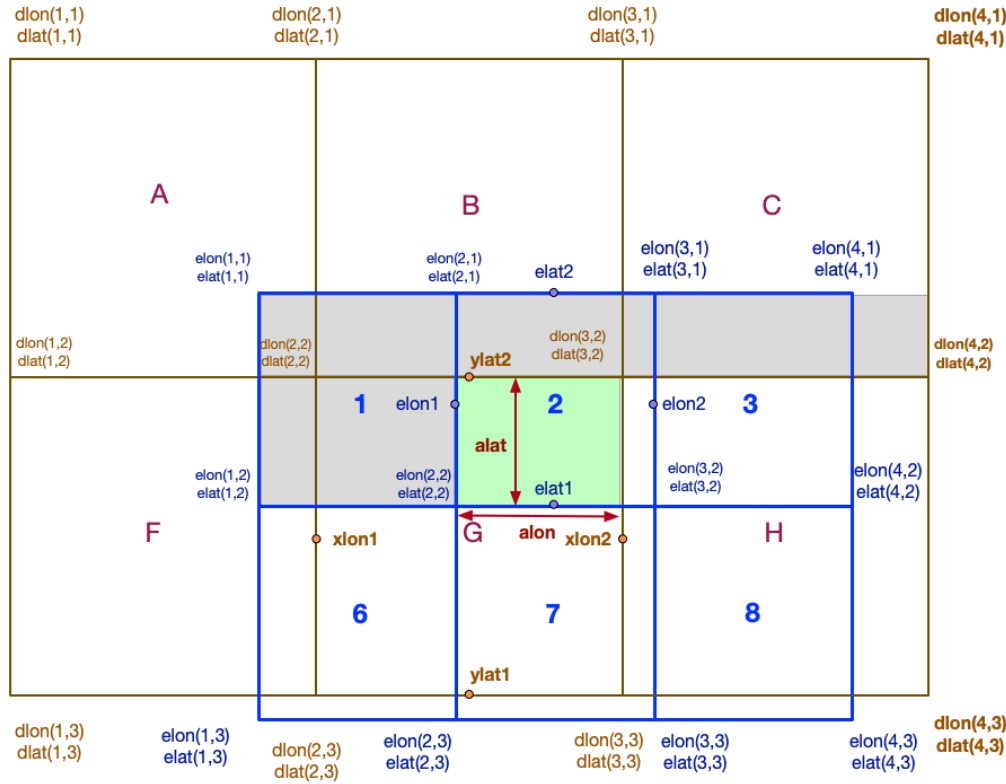 dlon(1,1)
dlat(1,1)
dlon(2,1)
dlat(2,1)
dlon(3,1)
dlat(3,1)
dlon(4,1)
dlat(4,1)
A
B
C
elon(1,1)
elat(1,1)
elon(2,1)
elat(2,1)
elat2
elon(3,1)
elat(3,1)
elon(4,1)
elat(4,1)
dlon(1,2)
dlat(1,2)
dlon(2,2)
dlat(2,2)
ylat2
dlon(3,2)
dlat(3,2)
dlon(4,2)
dlat(4,2)
1
elon1
2
elon2
3
alat
elon(1,2)
elat(1,2)
elon(2,2)
elat(2,2)
elat1
elon(3,2)
elat(3,2)
elon(4,2)
elat(4,2)
F
xlon1
G
alon
xlon2
H
6
7
8
ylat1
dlon(1,3)
dlat(1,3)
elon(1,3)
elat(1,3)
dlon(2,3)
dlat(2,3)
elon(2,3)
elat(2,3)
dlon(3,3)
dlat(3,3)
elon(3,3)
elat(3,3)
elon(4,3)
elat(4,3)
dlon(4,3)
dlat(4,3)